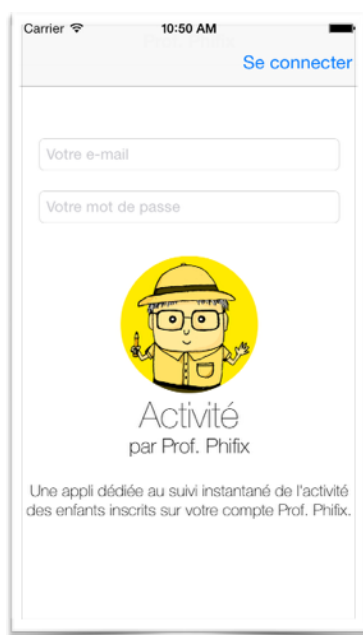 Carrier 10:50 AM
Se connecter
Votre e-mail
Votre mot de passe
Activité
par Prof. Phifix
Une appli dédiée au suivi instantané de l'activité
des enfants inscrits sur votre compte Prof. Phifix.